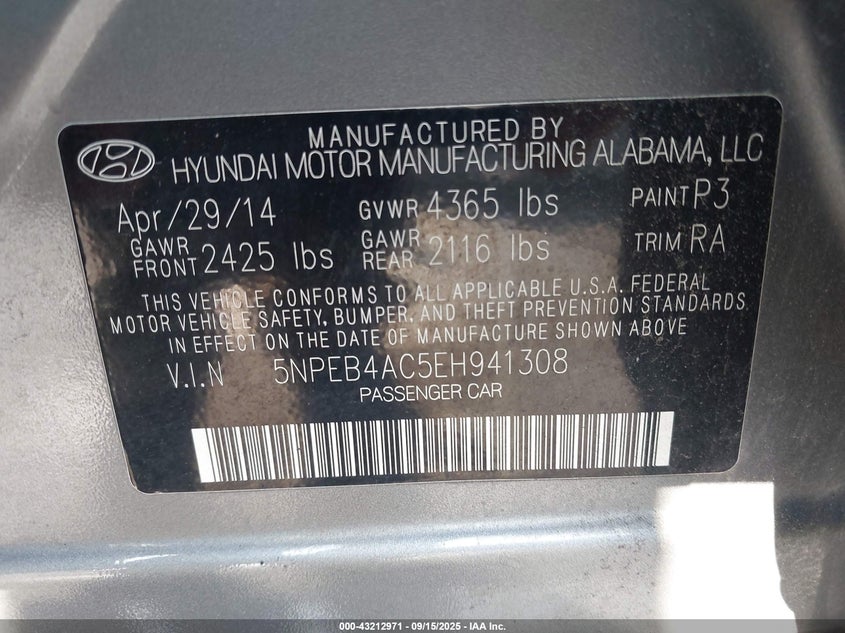 MANUFACTURED BY
HYUNDAI MOTOR MANUFACTURING ALABAMA, LLC
Apr/29/14 GVWR 4365 lbs PAINT P3
GAWR FRONT 2425 lbs GAWR REAR 2116 lbs TRIM RA
THIS VEHICLE CONFORMS TO ALL APPLICABLE U.S.A. FEDERAL
MOTOR VEHICLE SAFETY, BUMPER, AND THEFT PREVENTION STANDARDS
IN EFFECT ON THE DATE OF MANUFACTURE SHOWN ABOVE
V.I.N 5NPEB4AC5EH941308
PASSENGER CAR
000-43212971 - 09/15/2025 - IAA Inc.